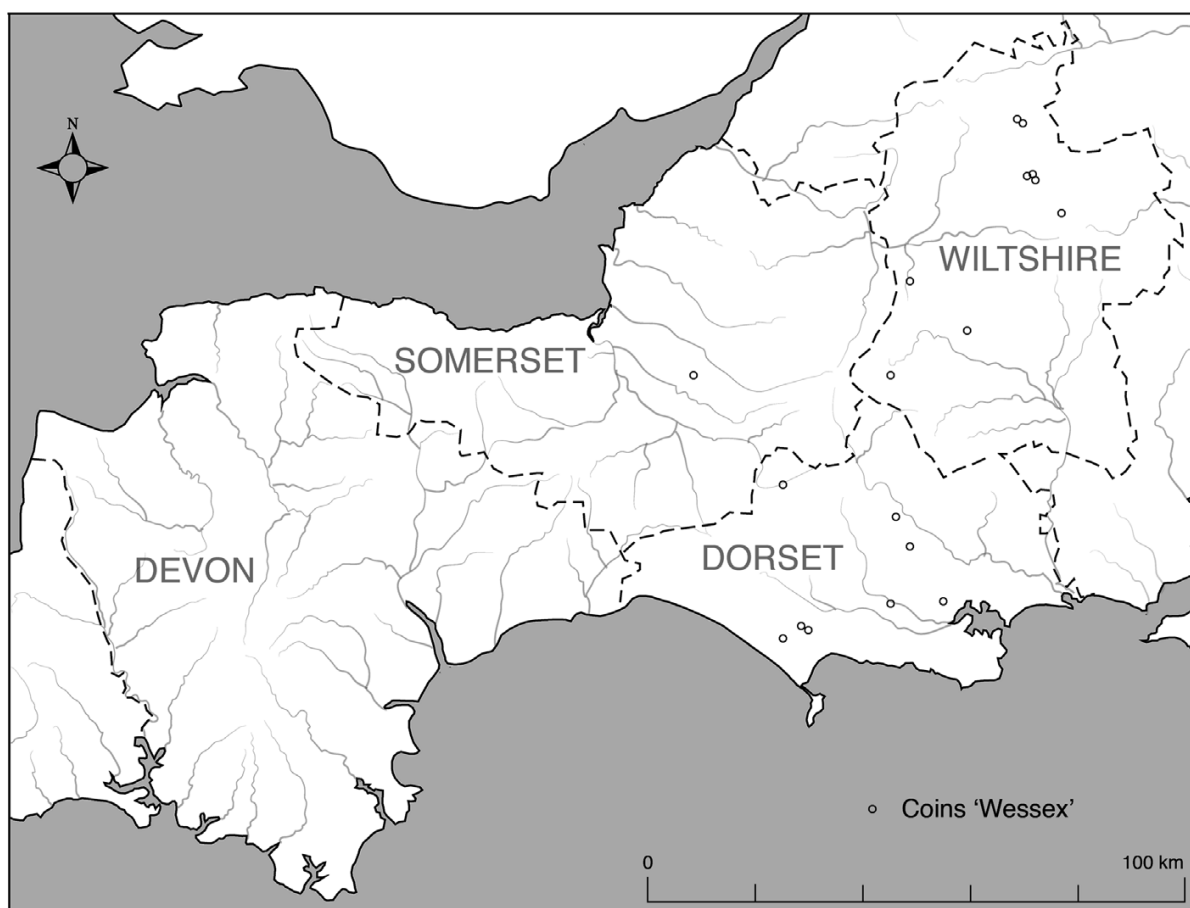 N
WILTSHIRE
SOMERSET
DEVON
DORSET
Coins ‘Wessex’
0
100 km